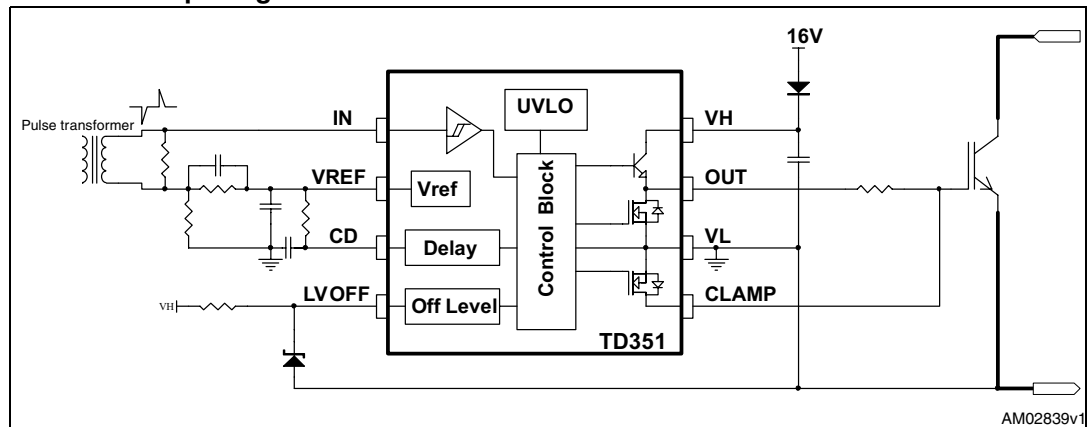 16V
Pulse transformer
IN
UVLO
VH
VREF
Vref
OUT
Control Block
CD
Delay
VL
VH
LVOFF
Off Level
CLAMP
TD351
AM02839v1